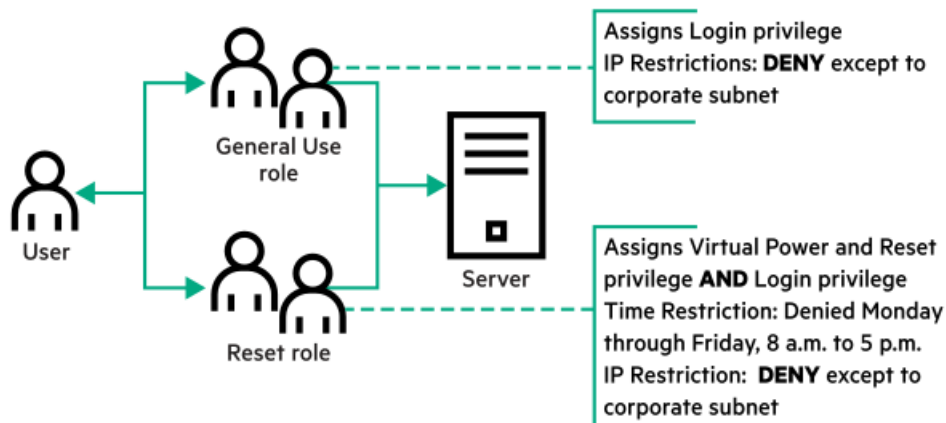 Assigns Login privilege
IP Restrictions: DENY except to
corporate subnet
General Use
role
User
Server
Reset role
Assigns Virtual Power and Reset
privilege AND Login privilege
Time Restriction: Denied Monday
through Friday, 8 a.m. to 5 p.m.
IP Restriction: DENY except to
corporate subnet